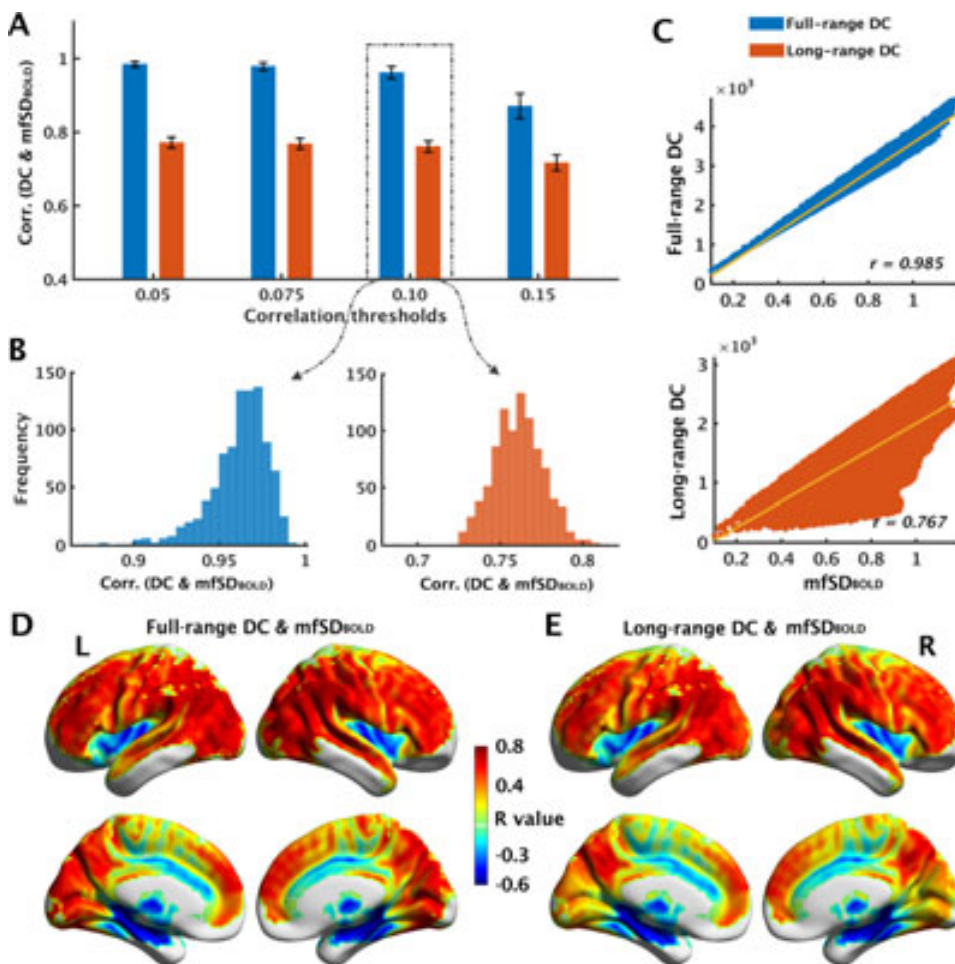 A
Corr. (DC & mfSDBOLD)
1
0.8
0.6
0.4
0.05 0.075 0.10 0.15
Correlation thresholds
Full-range DC
Long-range DC
C
×10³
Full-range DC
4
3
2
1
0
0.2 0.4 0.6 0.8 1
r = 0.985
×10³
Long-range DC
3
2
1
0
0.2 0.4 0.6 0.8 1
r = 0.767
mfSDBOLD
B
Frequency
150
100
50
0
0.9 0.95 1
Corr. (DC & mfSDBOLD)
150
100
50
0
0.7 0.75 0.8
Corr. (DC & mfSDBOLD)
D
Full-range DC & mfSDBOLD
L
E
Long-range DC & mfSDBOLD
R
0.8
0.4
R value
-0.3
-0.6